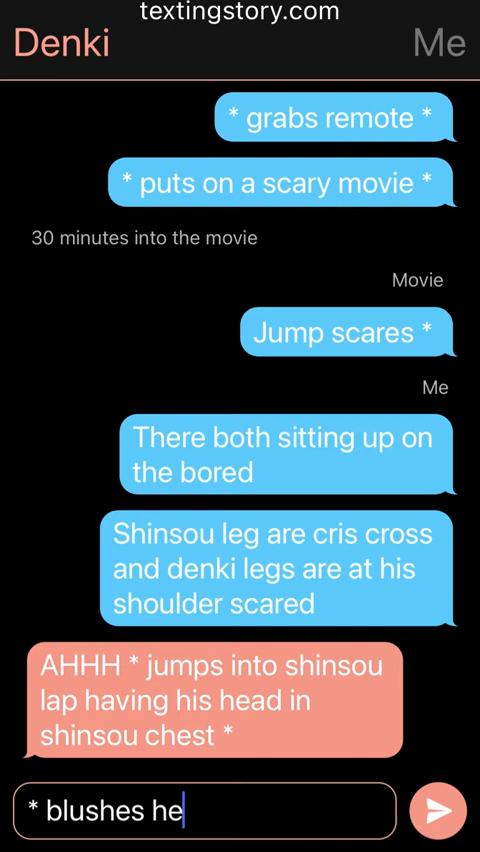 textingstory.com
Denki
Me
* grabs remote *
* puts on a scary movie *
30 minutes into the movie
Movie
Jump scares *
Me
There both sitting up on
the bored
Shinsou leg are cris cross
and denki legs are at his
shoulder scared
AHHH * jumps into shinsou
lap having his head in
shinsou chest *
* blushes he